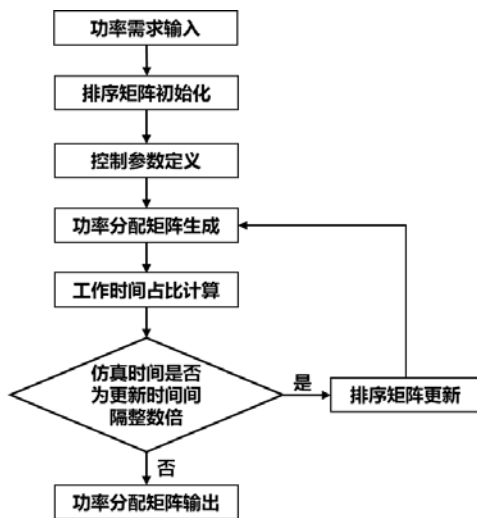 功率需求输入
排序矩阵初始化
控制参数定义
功率分配矩阵生成
工作时间占比计算
仿真时间是否
为更新时间间
隔整数倍
是
排序矩阵更新
否
功率分配矩阵输出